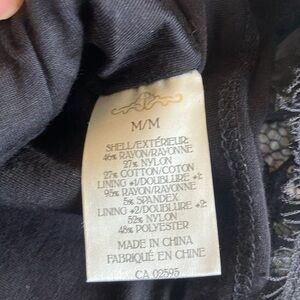 M/M
SHELL/EXTÉRIEUR:
46% RAYON/RAYONNE
27% NYLON
27% COTTON/COTON
LINING #1/DOUBLURE #1:
95% RAYON/RAYONNE
5% SPANDEX
LINING #2/DOUBLURE #2:
52% NYLON
48% POLYESTER
MADE IN CHINA
FABRIQUÉ EN CHINE
CA 02595